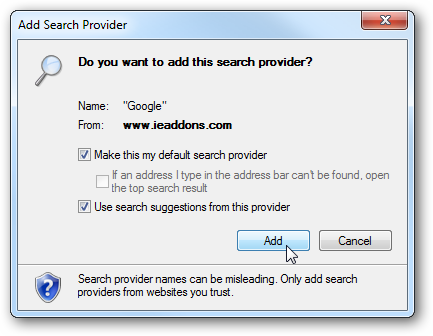 Add Search Provider
Do you want to add this search provider?
Name: "Google"
From: www.ieaddons.com
Make this my default search provider
If an address I type in the address bar can't be found, open
the top search result
Use search suggestions from this provider
Add Cancel
Search provider names can be misleading. Only add search
providers from websites you trust.